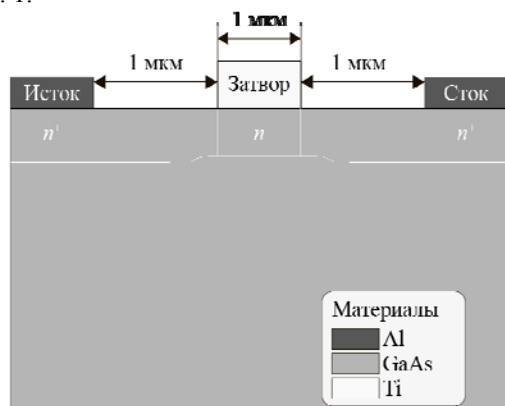 1 мкм
1 мкм
1 мкм
Исток
Затвор
Сток
n⁺
n
n⁺
Материалы
Al
GaAs
Ti